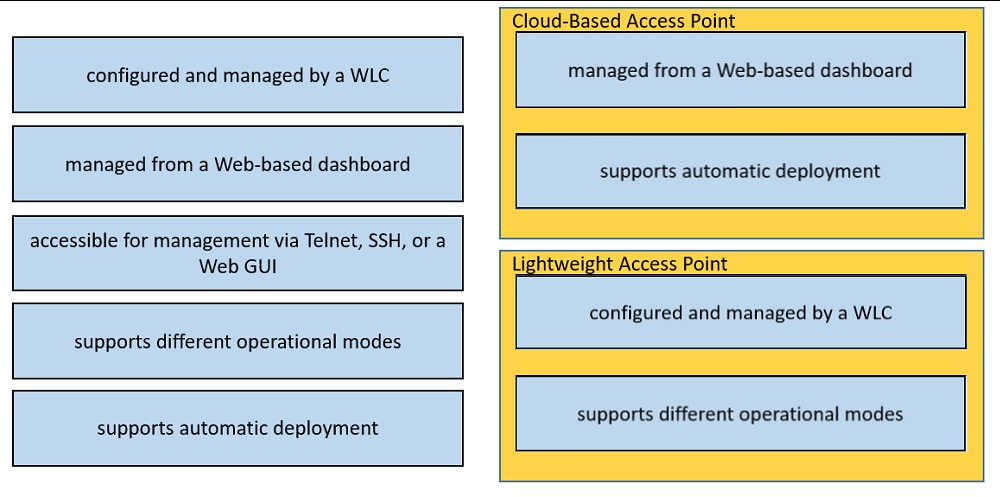 configured and managed by a WLC
managed from a Web-based dashboard
accessible for management via Telnet, SSH, or a
Web GUI
supports different operational modes
supports automatic deployment
Cloud-Based Access Point
managed from a Web-based dashboard
supports automatic deployment
Lightweight Access Point
configured and managed by a WLC
supports different operational modes